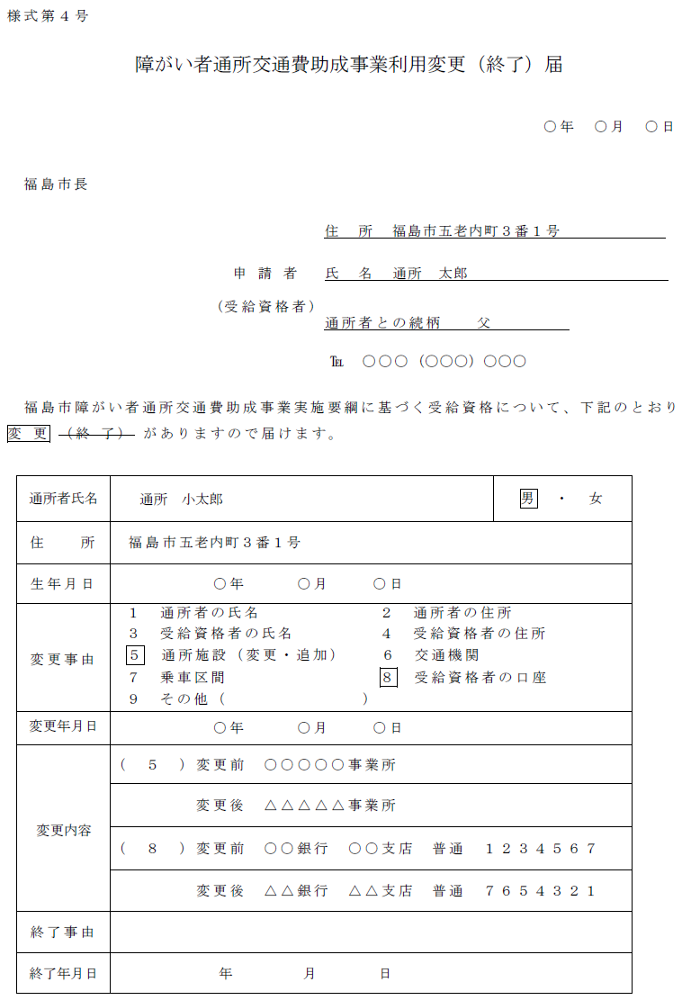 様式第４号
障がい者通所交通費助成事業利用変更（終了）届
○年　○月　○日
福島市長
住　所　福島市五老内町３番１号
申請者　氏　名　通所　太郎
（受給資格者）
通所者との続柄　　父
℡　○○○（○○○）○○○
福島市障がい者通所交通費助成事業実施要綱に基づく受給資格について、下記のとおり
変更（終了）がありますので届けます。
通所者氏名　通所　小太郎　男　・　女
住　所　福島市五老内町３番１号
生年月日　○年　○月　○日
変更事由
１　通所者の氏名　２　通所者の住所
３　受給資格者の氏名　４　受給資格者の住所
５　通所施設（変更・追加）　６　交通機関
７　乗車区間　８　受給資格者の口座
９　その他（　　　　　　　　）
変更年月日　○年　○月　○日
変更内容
（　５　）変更前　○○○○○事業所
変更後　△△△△△事業所
（　８　）変更前　○○銀行　○○支店　普通　１２３４５６７
変更後　△△銀行　△△支店　普通　７６５４３２１
終了事由
終了年月日　年　月　日